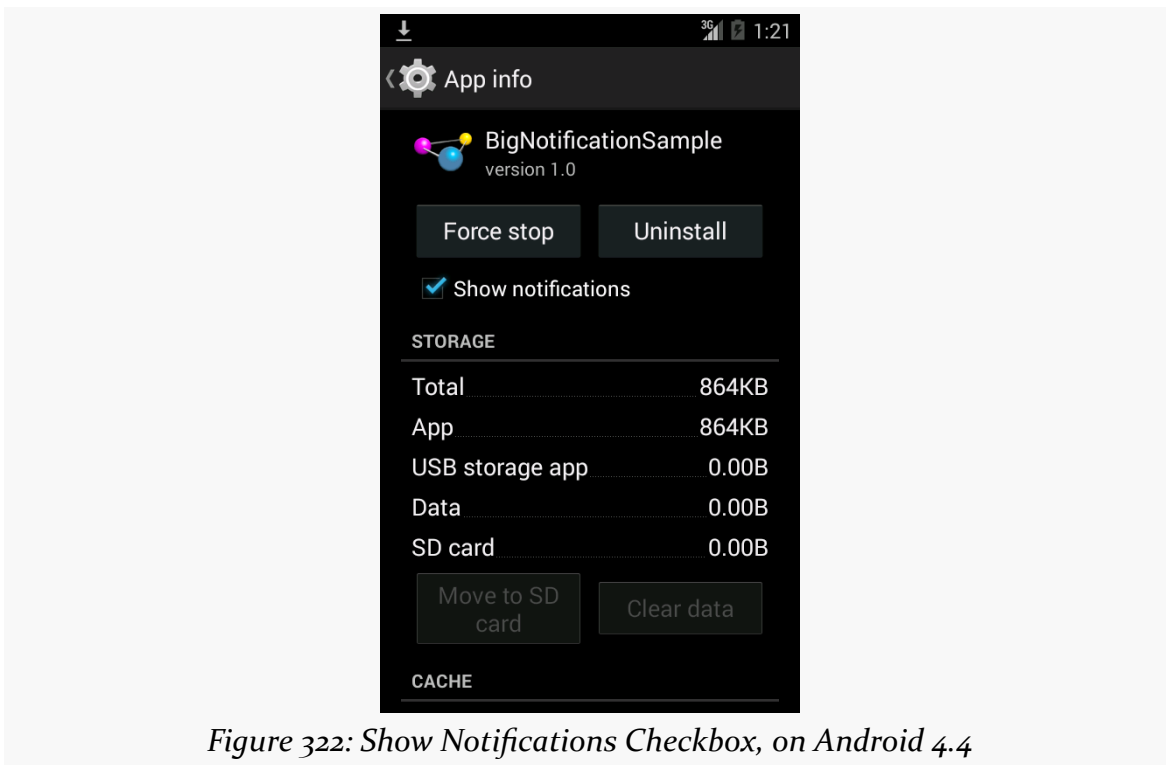 3G 1:21
App info
BigNotificationSample
version 1.0
Force stop Uninstall
Show notifications
STORAGE
Total 864KB
App 864KB
USB storage app 0.00B
Data 0.00B
SD card 0.00B
Move to SD
card
Clear data
CACHE
Figure 322: Show Notifications Checkbox, on Android 4.4